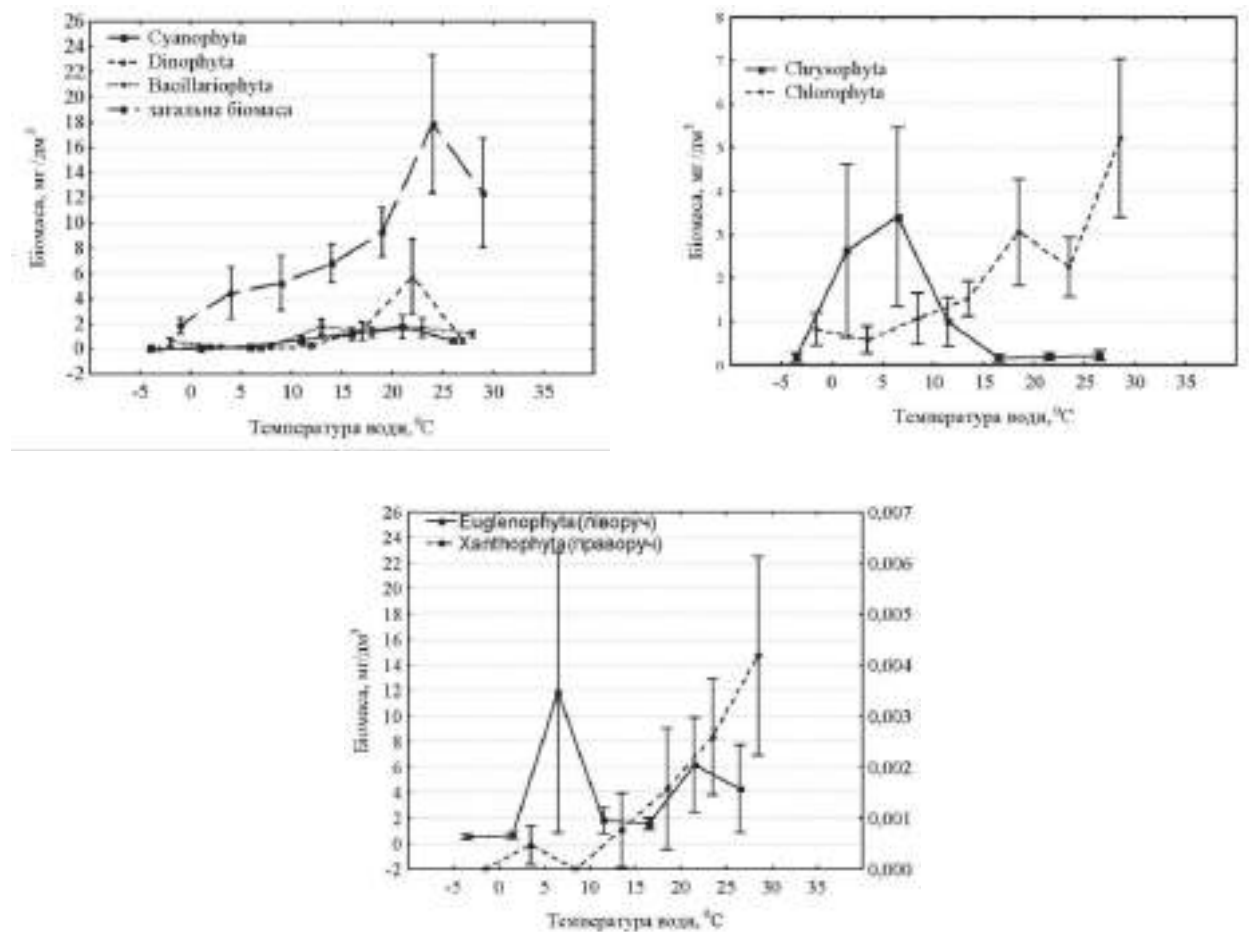 26
24
22
20
18
16
14
12
10
8
6
4
2
0
-2
Біомаса, мг/дм³
Cyanophyta
Dinophyta
Bacillariophyta
загальна біомаса
-5 0 5 10 15 20 25 30 35
Температура води, ⁰С
8
7
6
5
4
3
2
1
0
Біомаса, мг/дм³
Chrysophyta
Chlorophyta
-5 0 5 10 15 20 25 30 35
Температура води, ⁰С
26
24
22
20
18
16
14
12
10
8
6
4
2
0
-2
Біомаса, мг/дм³
Euglenophyta(ліворуч)
Xanthophyta(праворуч)
0,007
0,006
0,005
0,004
0,003
0,002
0,001
0,000
-5 0 5 10 15 20 25 30 35
Температура води, ⁰С